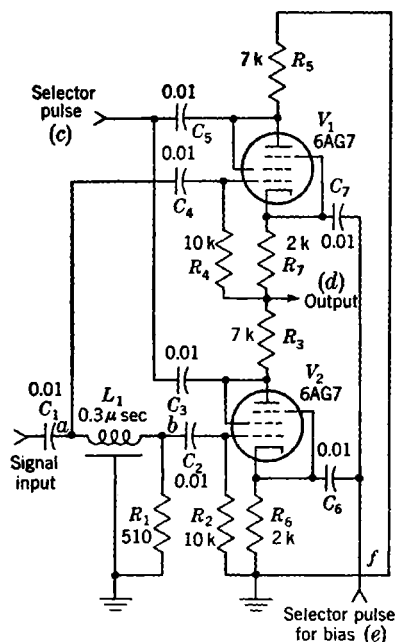 7 k R5
Selector
pulse
(c)
0.01
C5
V1
6AG7
0.01
C4
C7
0.01
10 k
R4
2 k
R7
(d)
Output
7 k R3
V2
6AG7
0.01
C3
0.01
C1
a
L1
0.3 μ sec
b
C2
0.01
Signal
input
0.01
C6
R1
510
R2
10 k
R6
2 k
f
Selector pulse
for bias (e)